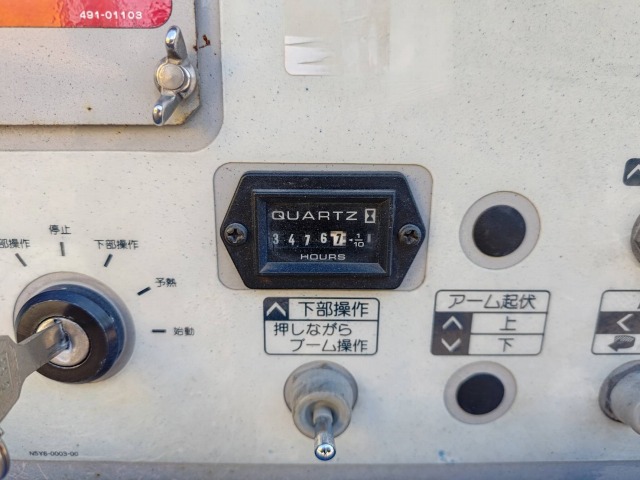 491-01103
QUARTZ
3 4 7 6 7 1/10
HOURS
部操作
停止
下部操作
予熱
始動
下部操作
押しながら
ブーム操作
アーム起伏
上
下
N5Y6-0003-00